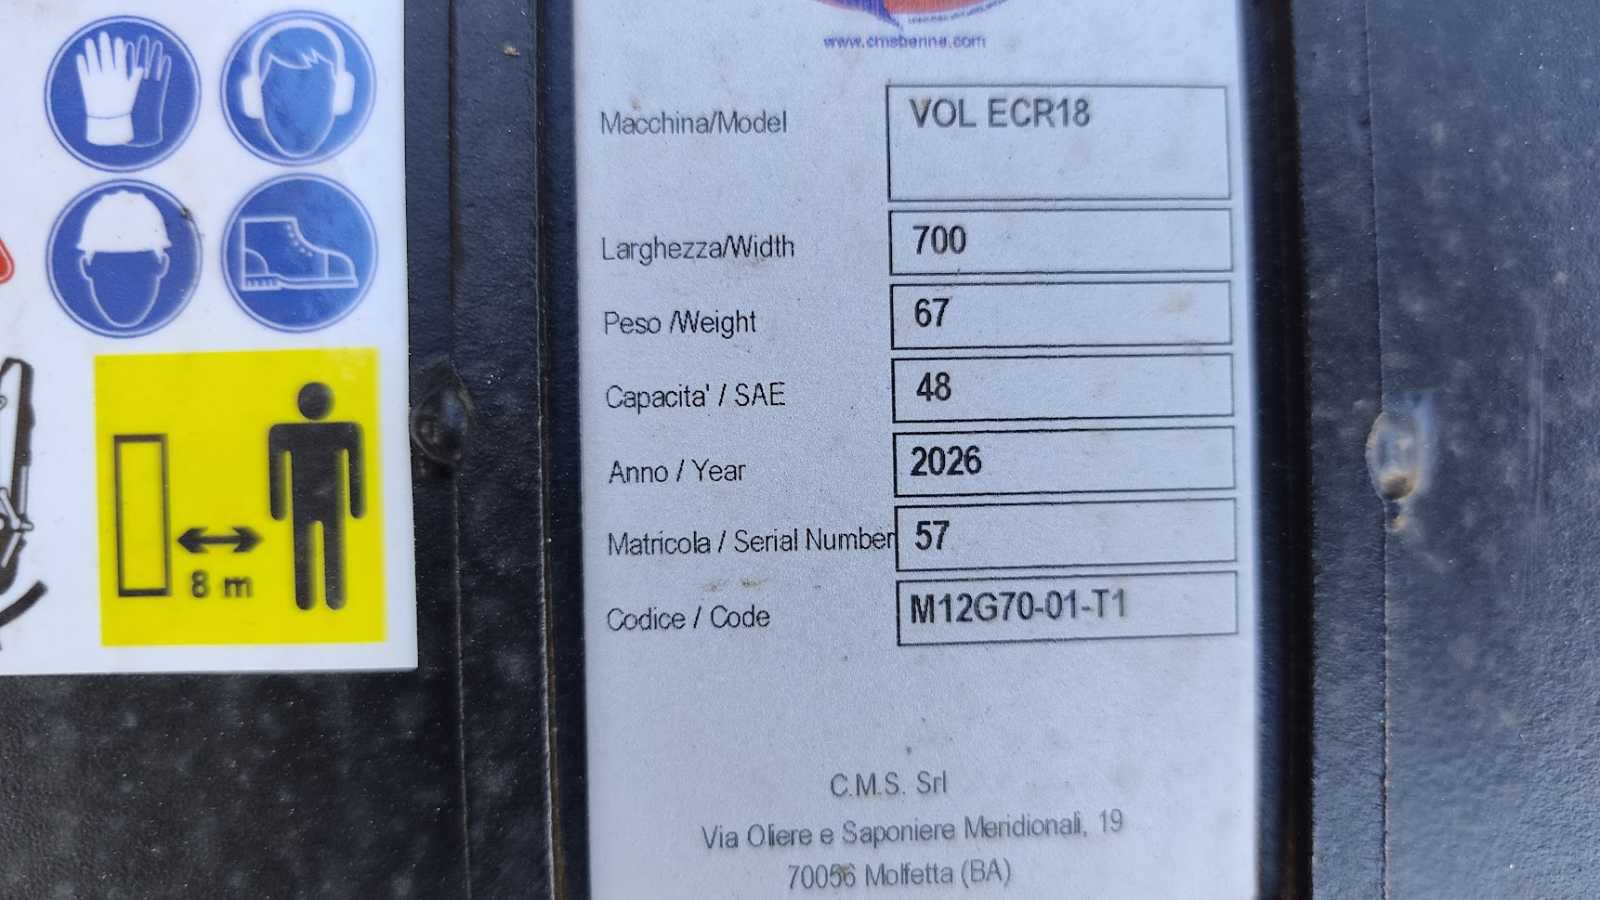 www.cmsbenne.com
Macchina/Model VOL ECR18
Larghezza/Width 700
Peso /Weight 67
Capacita' / SAE 48
Anno / Year 2026
Matricola / Serial Number 57
Codice / Code M12G70-01-T1
8 m
C.M.S. Srl
Via Oliere e Saponiere Meridionali, 19
70056 Molfetta (BA)